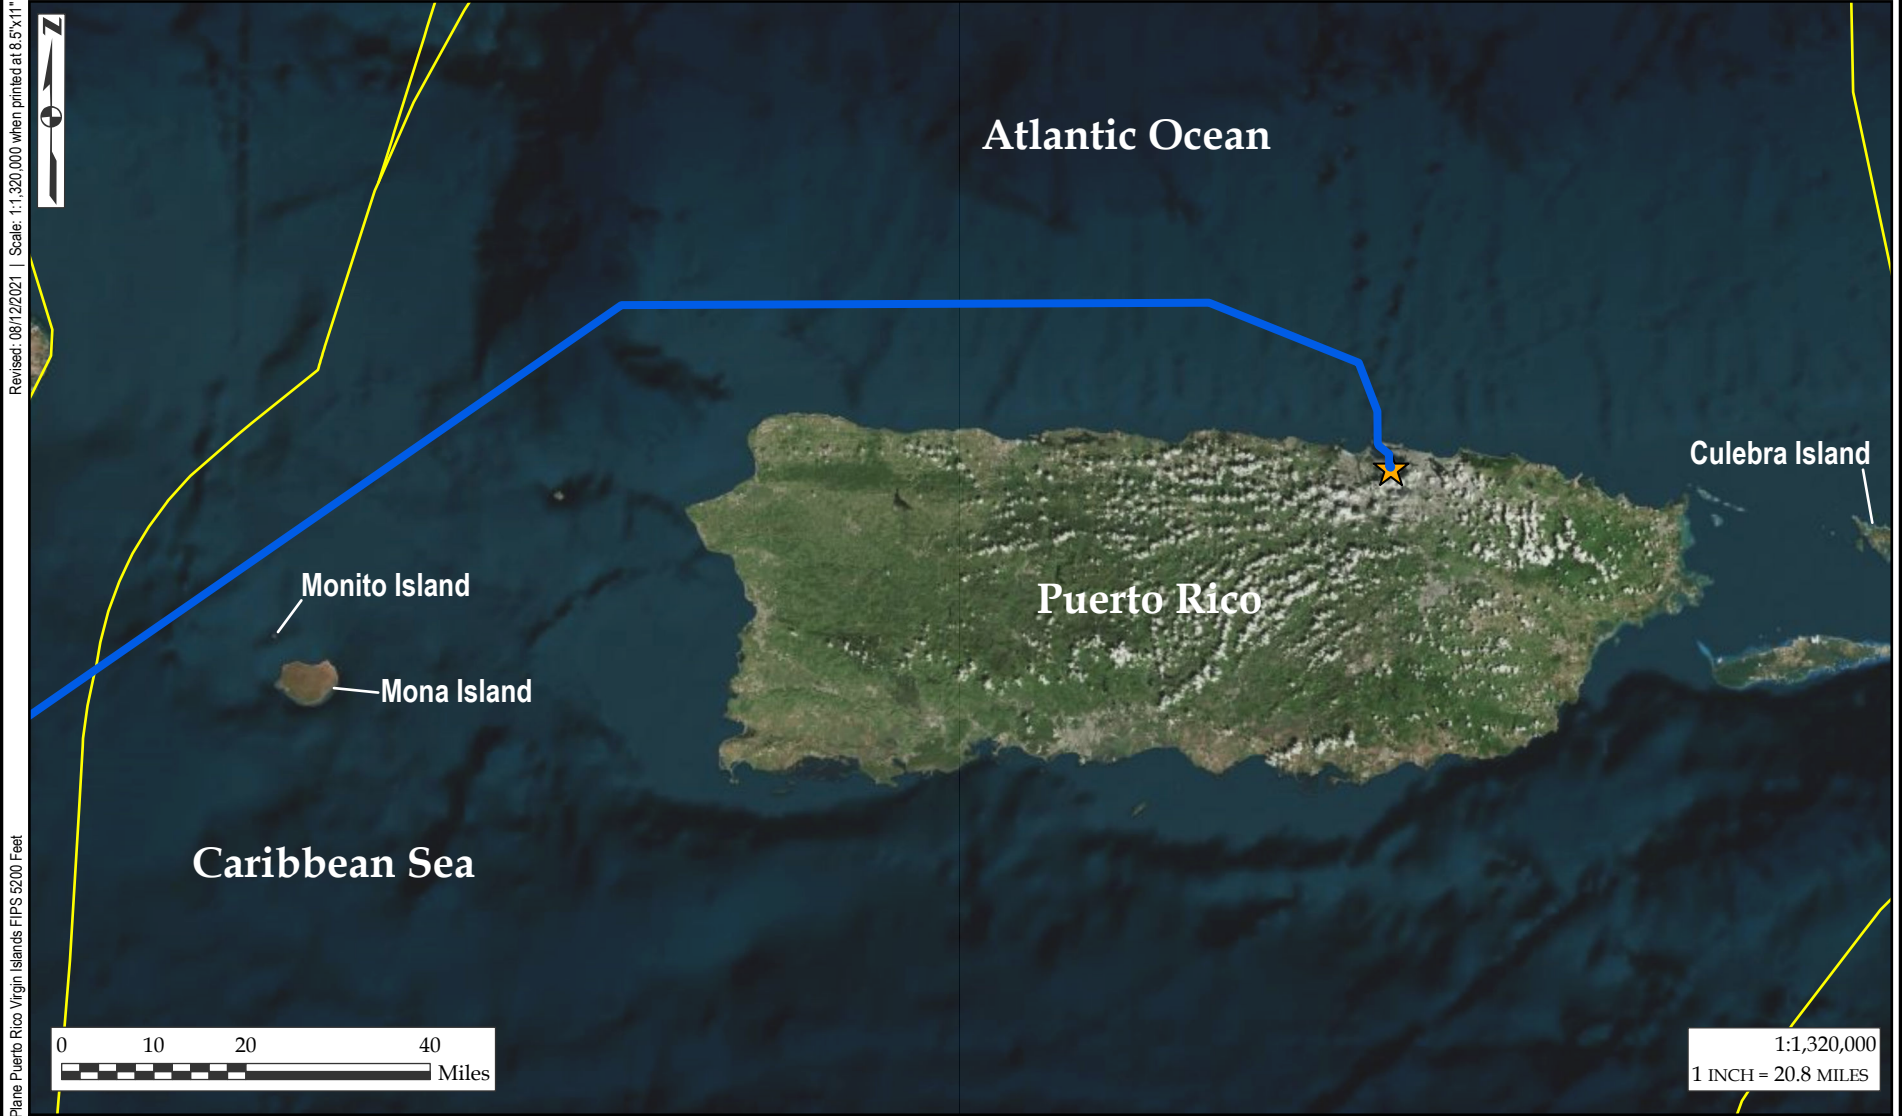 Revised: 08/12/2021 | Scale: 1:1,320,000 when printed at 8.5"x11"
Plane Puerto Rico Virgin Islands FIPS 5200 Feet
N
Atlantic Ocean
Culebra Island
Monito Island
Puerto Rico
Mona Island
Caribbean Sea
0 10 20 40
Miles
1:1,320,000
1 INCH = 20.8 MILES